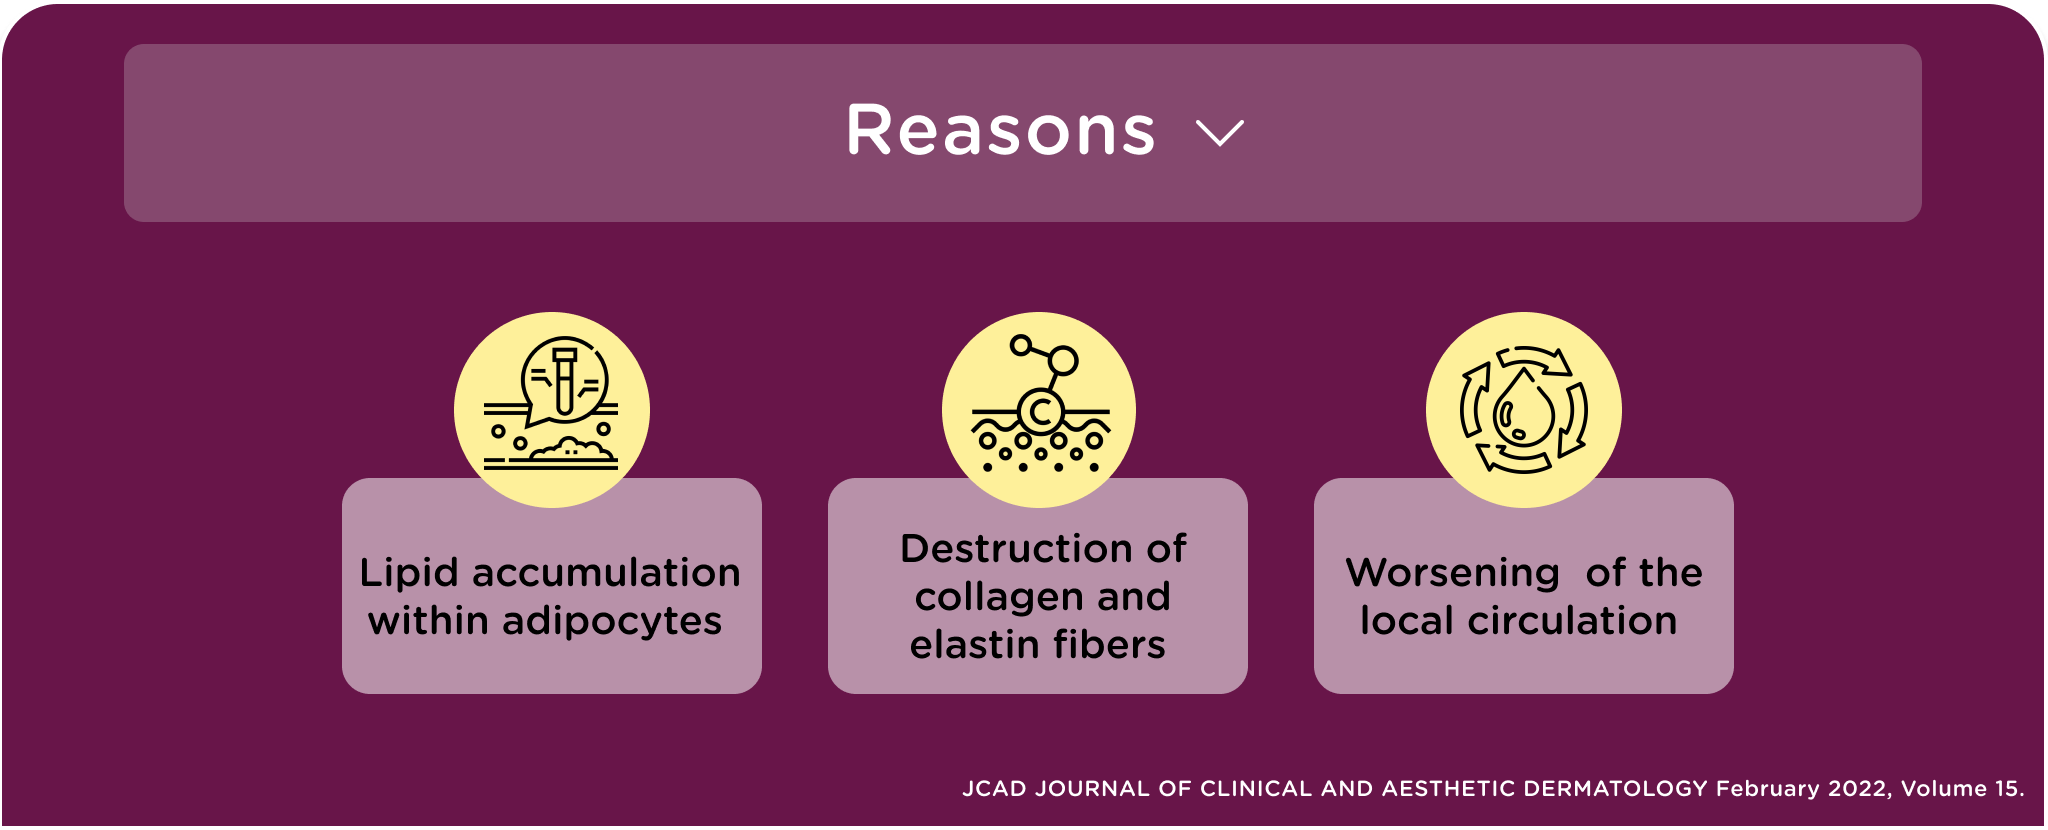 Reasons
Lipid accumulation
within adipocytes
Destruction of
collagen and
elastin fibers
Worsening  of the
local circulation
JCAD JOURNAL OF CLINICAL AND AESTHETIC DERMATOLOGY February 2022, Volume 15.